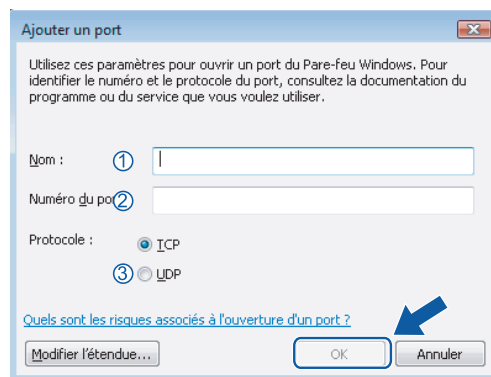 Ajouter un port
Utilisez ces paramètres pour ouvrir un port du Pare-feu Windows. Pour
identifier le numéro et le protocole du port, consultez la documentation du
programme ou du service que vous voulez utiliser.
Nom : ①
Numéro du por ②
Protocole : TCP
③ UDP
Quels sont les risques associés à l'ouverture d'un port ?
Modifier l'étendue... OK Annuler